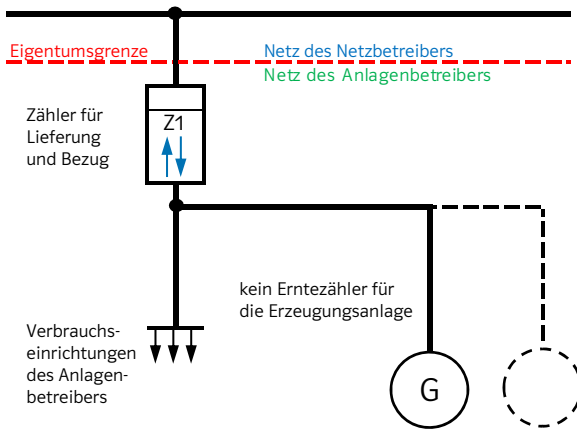 Eigentumsgrenze
Netz des Netzbetreibers
Netz des Anlagenbetreibers
Zähler für
Lieferung
und Bezug
Z1
kein Erntezähler für
die Erzeugungsanlage
Verbrauchs-
einrichtungen
des Anlagen-
betreibers
G